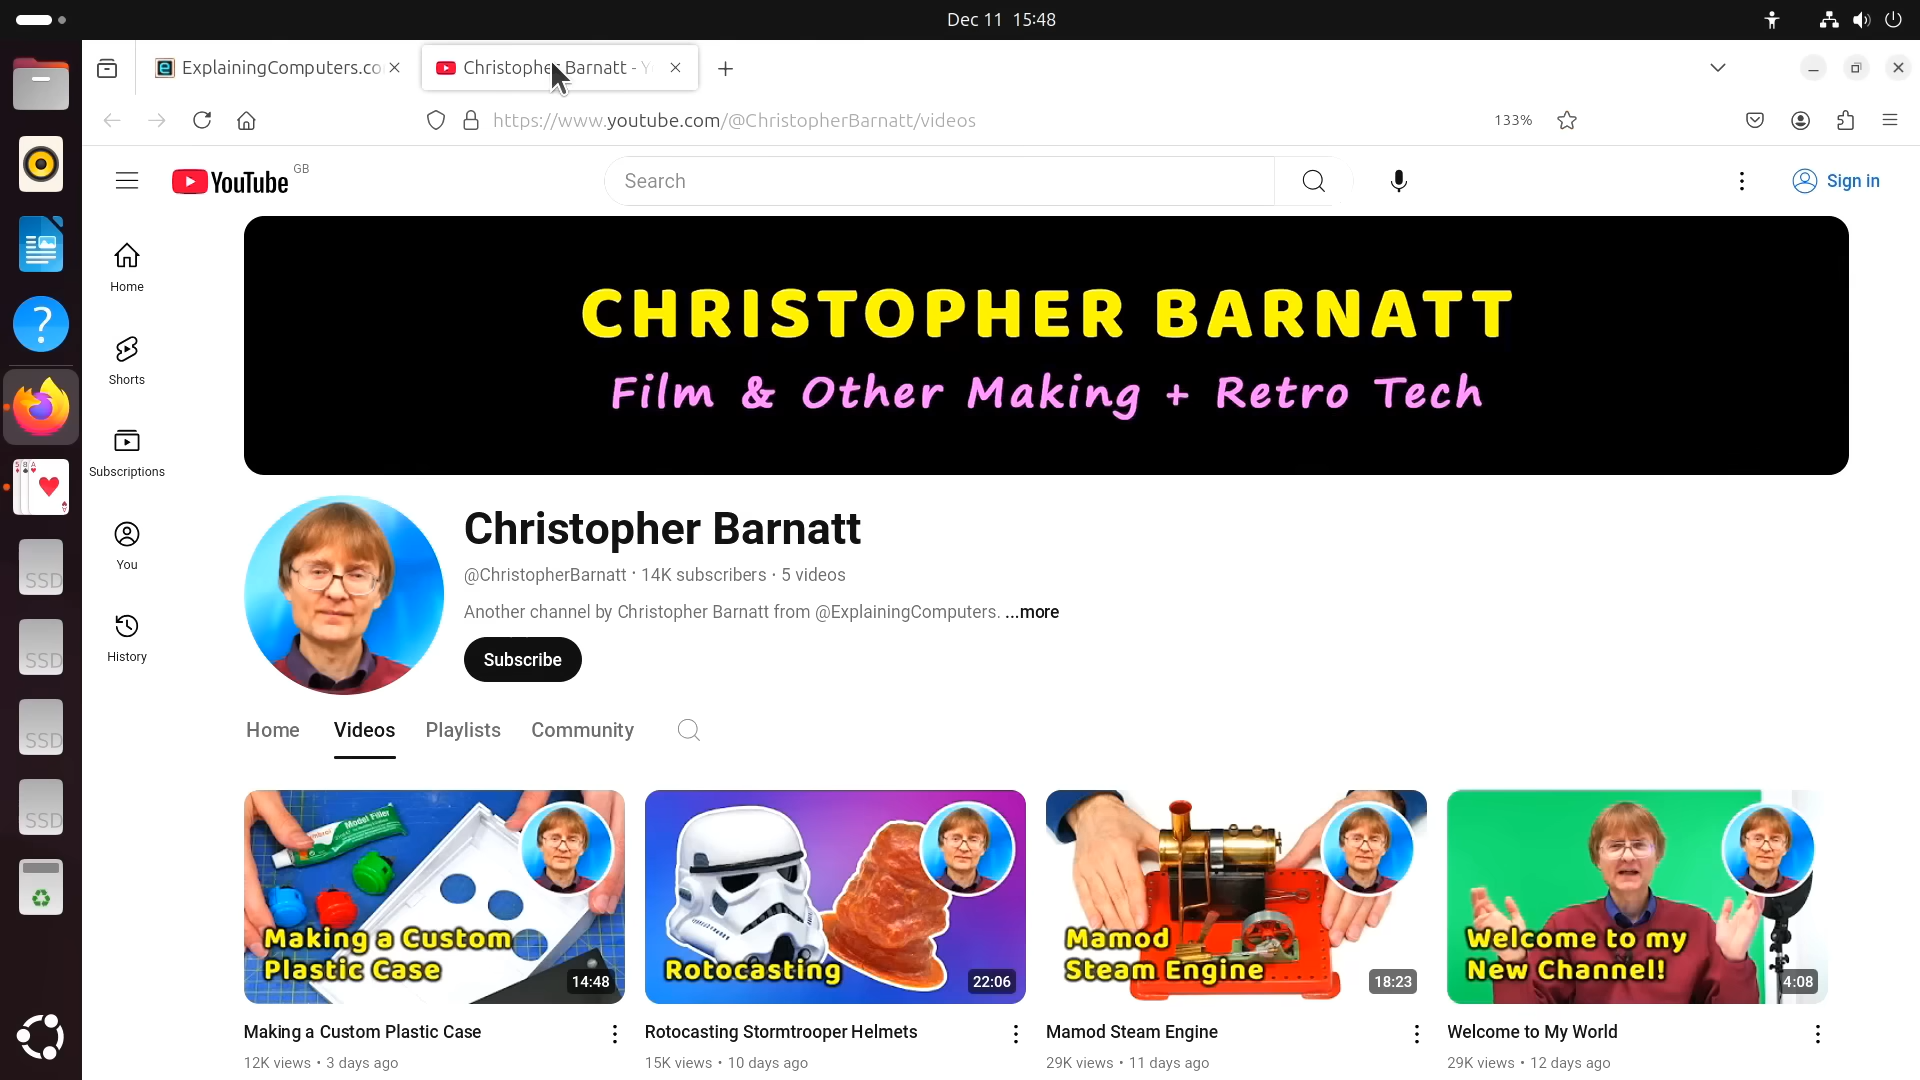 Dec 11 15:48
ExplainingComputers.co
Christopher Barnatt - Y
https://www.youtube.com/@ChristopherBarnatt/videos
133%
YouTube GB
Search
Sign in
Home
Shorts
Subscriptions
You
History
CHRISTOPHER BARNATT
Film & Other Making + Retro Tech
Christopher Barnatt
@ChristopherBarnatt · 14K subscribers · 5 videos
Another channel by Christopher Barnatt from @ExplainingComputers. ...more
Subscribe
Home Videos Playlists Community
SSD
SSD
SSD
SSD
Model Filler
Making a Custom
Plastic Case
14:48
Making a Custom Plastic Case
12K views • 3 days ago
Rotocasting
22:06
Rotocasting Stormtrooper Helmets
15K views • 10 days ago
Mamod
Steam Engine
18:23
Mamod Steam Engine
29K views • 11 days ago
Welcome to my
New Channel!
4:08
Welcome to My World
29K views • 12 days ago